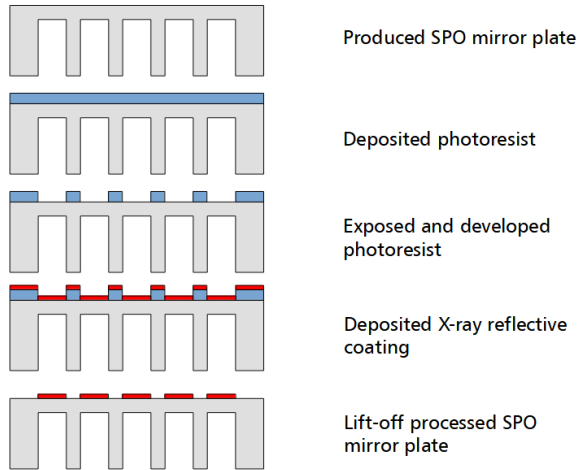 Produced SPO mirror plate
Deposited photoresist
Exposed and developed
photoresist
Deposited X-ray reflective
coating
Lift-off processed SPO
mirror plate